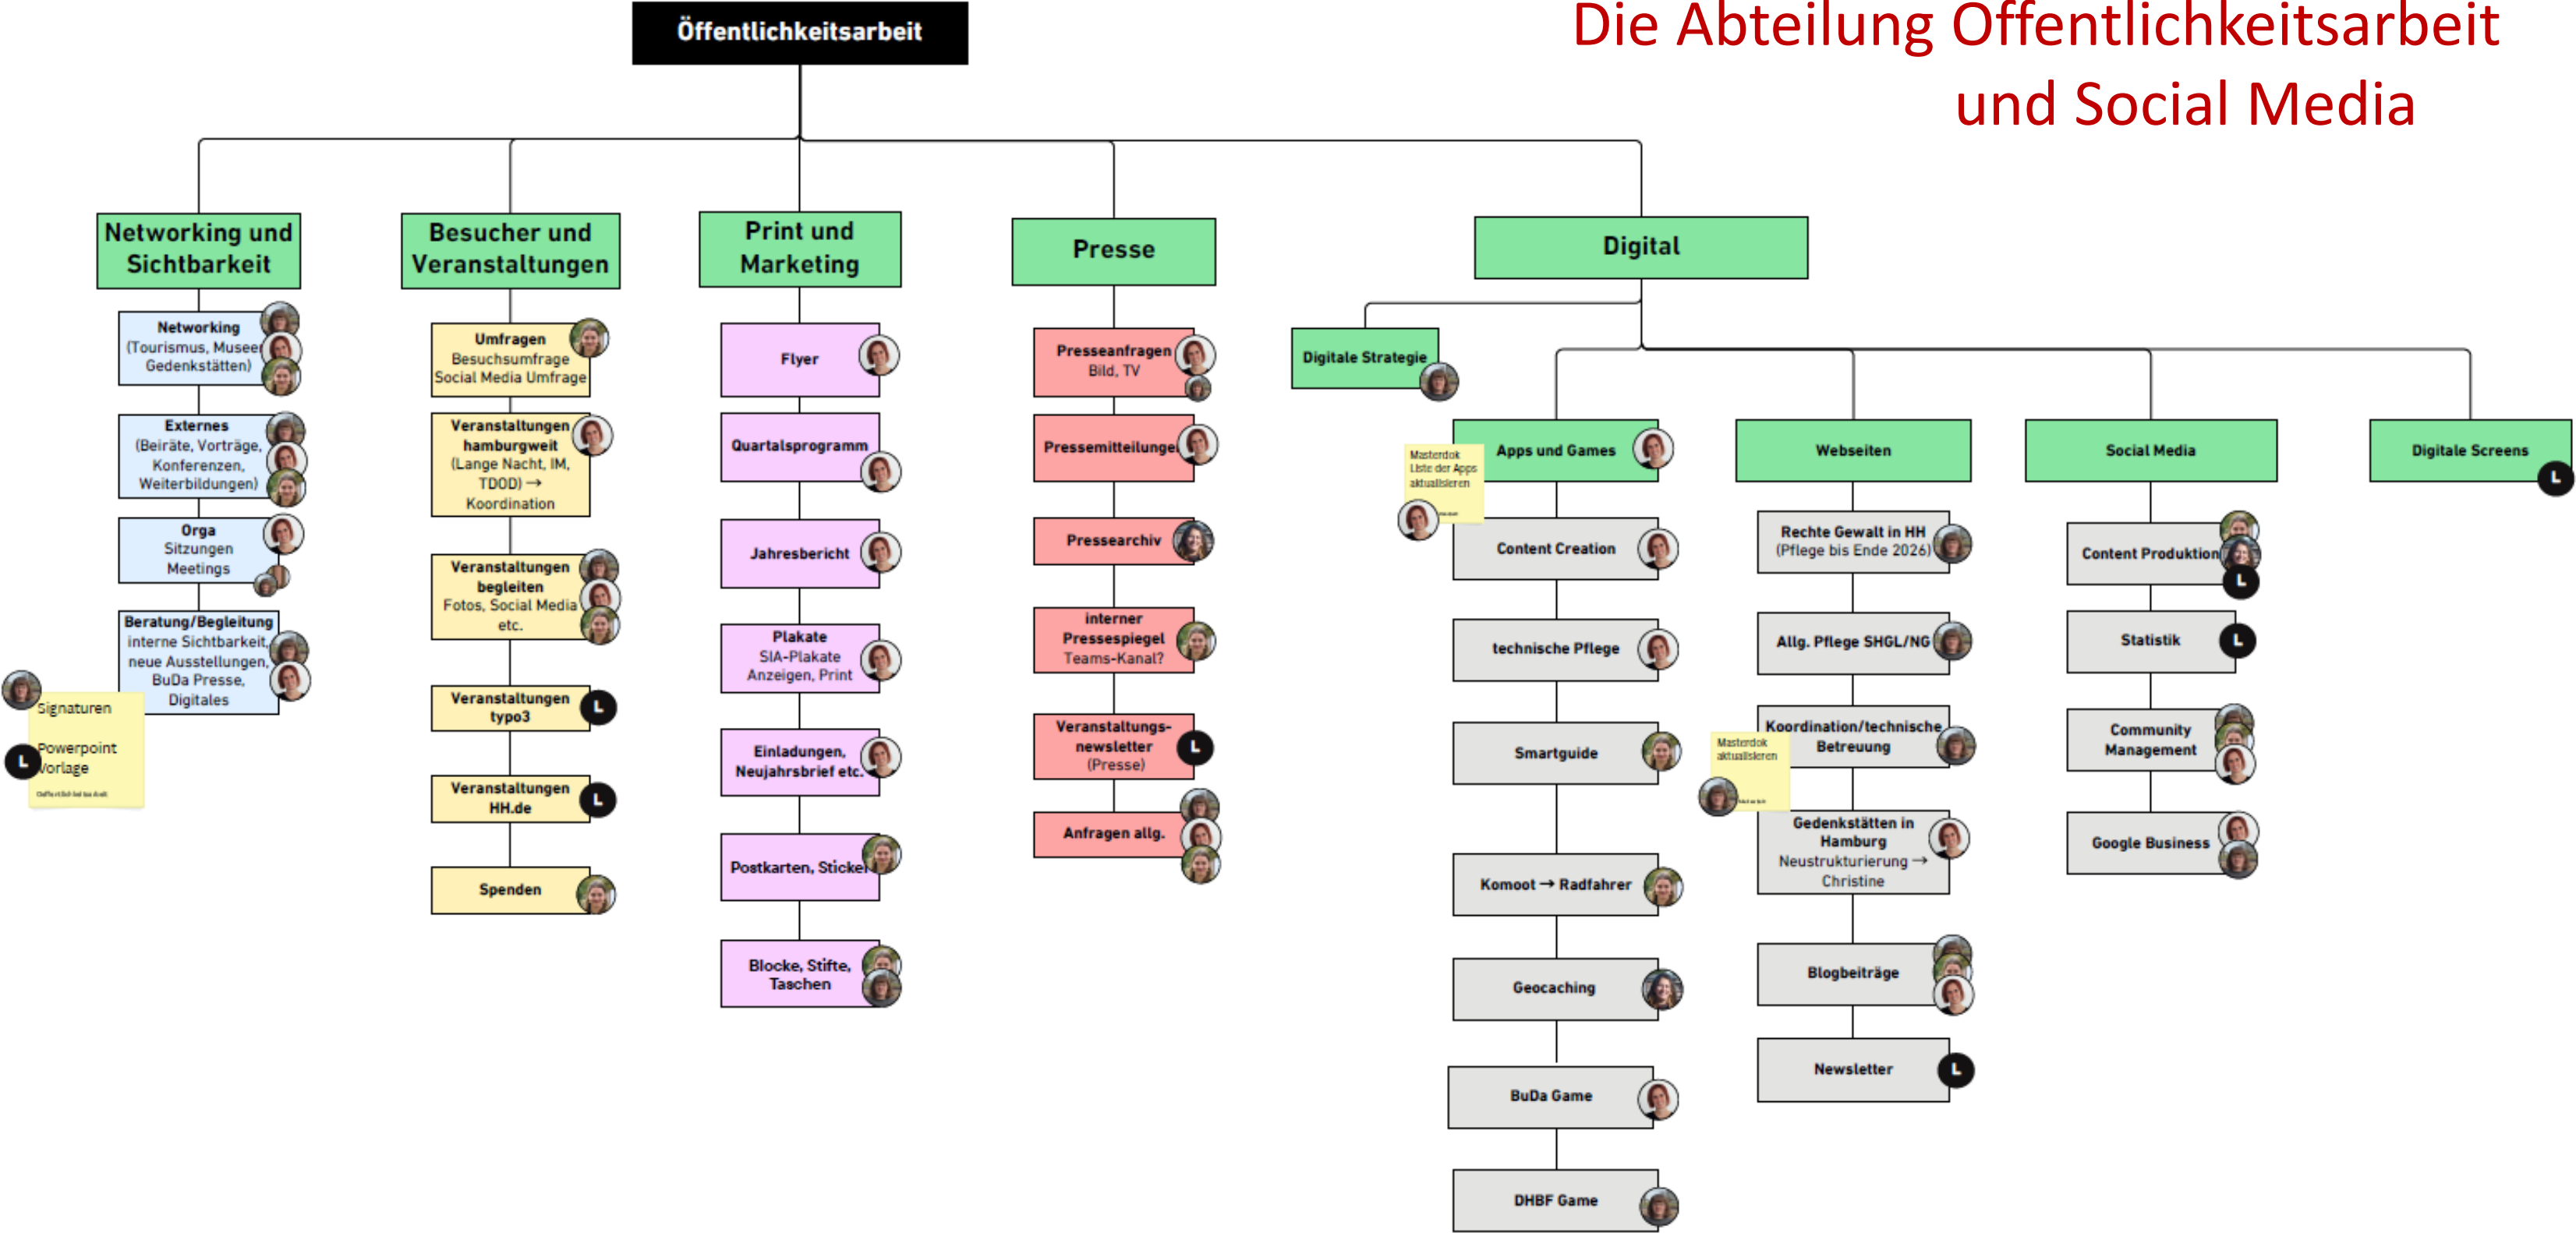 Die Abteilung Öffentlichkeitsarbeit
und Social Media
Öffentlichkeitsarbeit
Networking und
Sichtbarkeit
Networking
(Tourismus, Museen
Gedenkstätten)
Externes
(Beiräte, Vorträge,
Konferenzen,
Weiterbildungen)
Orga
Sitzungen
Meetings
Beratung/Begleitung
interne Sichtbarkeit,
neue Ausstellungen,
BuDa Presse,
Digitales
Signaturen
Powerpoint
Vorlage
L
Besucher und
Veranstaltungen
Umfragen
Besuchsumfrage
Social Media Umfrage
Veranstaltungen
hamburgweit
(Lange Nacht, IM,
TDOD) →
Koordination
Veranstaltungen
begleiten
Fotos, Social Media
etc.
Veranstaltungen
typo3
L
Veranstaltungen
HH.de
L
Spenden
Print und
Marketing
Flyer
Quartalsprogramm
Jahresbericht
Plakate
SIA-Plakate
Anzeigen, Print
Einladungen,
Neujahrsbrief etc.
Postkarten, Sticker
Blocke, Stifte,
Taschen
Presse
Presseanfragen
Bild, TV
Pressemitteilungen
Pressearchiv
interner
Pressespiegel
Teams-Kanal?
Veranstaltungs-
newsletter
(Presse)
L
Anfragen allg.
Digital
Digitale Strategie
Apps und Games
Masterdok
Liste der Apps
aktualisieren
Content Creation
technische Pflege
Smartguide
Komoot → Radfahrer
Geocaching
BuDa Game
DHBF Game
Webseiten
Rechte Gewalt in HH
(Pflege bis Ende 2026)
Allg. Pflege SHGL/NG
Koordination/technische
Betreuung
Masterdok
aktualisieren
Gedenkstätten in
Hamburg
Neustrukturierung →
Christine
Blogbeiträge
Newsletter
L
Social Media
Content Produktion
L
Statistik
L
Community
Management
Google Business
Digitale Screens
L